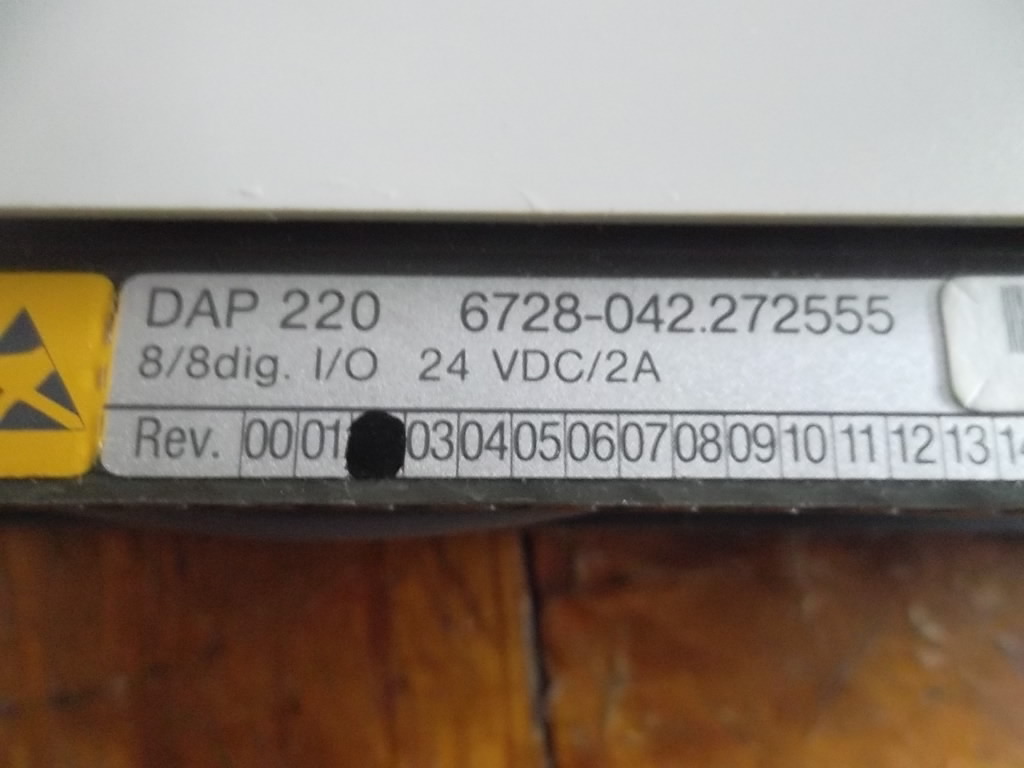 DAP 220 6728-042.272555
8/8dig. I/O 24 VDC/2A
Rev. 00 01 03 04 05 06 07 08 09 10 11 12 13